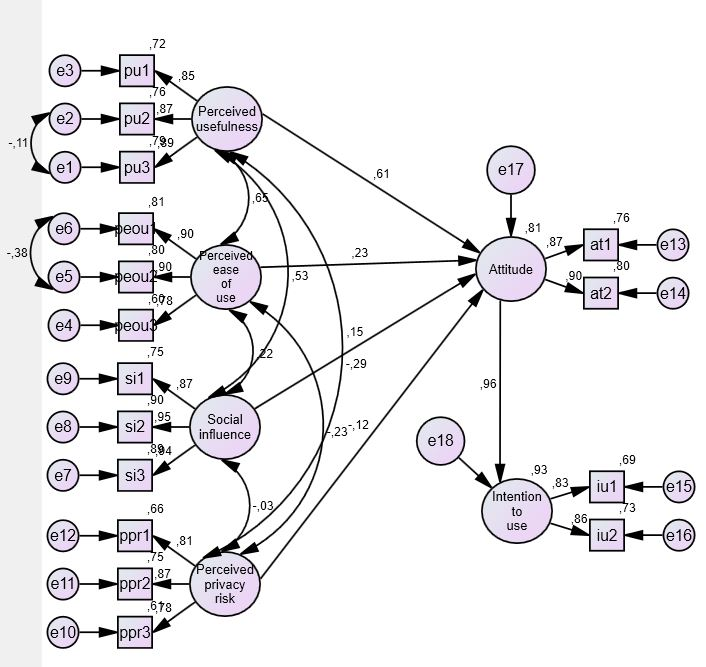 ,72
e3
pu1
,85
,76
e2
pu2
,87
Perceived
usefulness
-,11
,79
,89
e1
pu3
,61
e17
,65
,81
e6
peou1
,90
,80
-,38
e5
peou2
,90
Perceived
ease
of
use
,23
,53
,60
,78
e4
peou3
,81
Attitude
,87
,76
at1
e13
,90
,80
at2
e14
,15
-,29
,22
,75
e9
si1
,87
,90
e8
si2
,95
Social
influence
,89
,94
e7
si3
-,23
-,12
,96
e18
-,03
,66
e12
ppr1
,81
,75
e11
ppr2
,87
Perceived
privacy
risk
,61
,78
e10
ppr3
,93
Intention
to
use
,83
,69
iu1
e15
,86
,73
iu2
e16